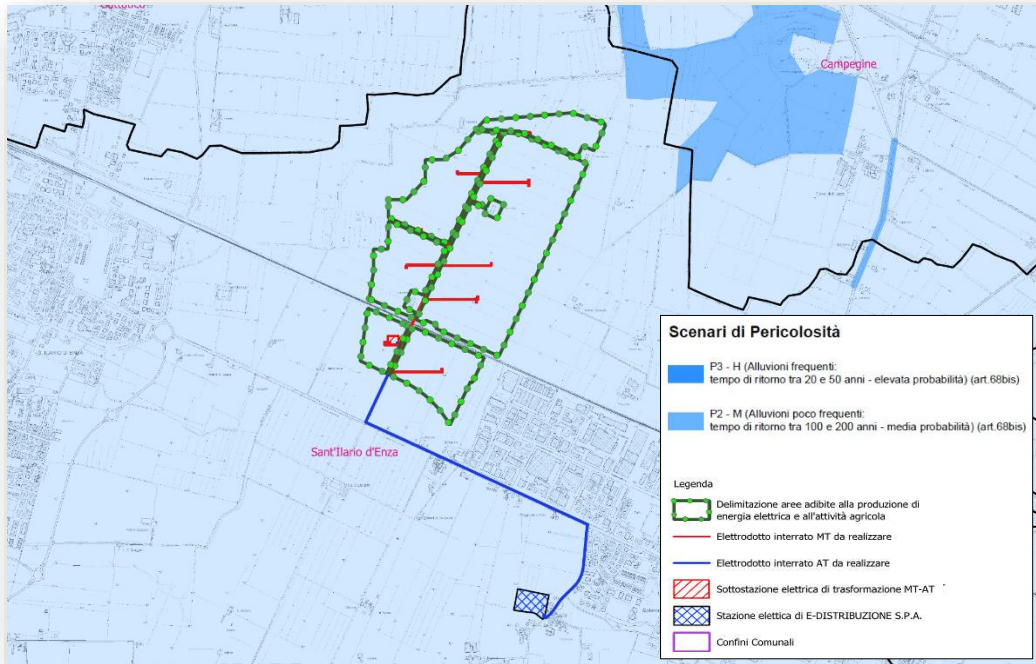 Campegine
Sant'Ilario d'Enza
Scenari di Pericolosità
P3 - H (Alluvioni frequenti:
tempo di ritorno tra 20 e 50 anni - elevata probabilità) (art.68bis)
P2 - M (Alluvioni poco frequenti:
tempo di ritorno tra 100 e 200 anni - media probabilità) (art.68bis)
Legenda
Delimitazione aree adibite alla produzione di
energia elettrica e all'attività agricola
Elettrodotto interrato MT da realizzare
Elettrodotto interrato AT da realizzare
Sottostazione elettrica di trasformazione MT-AT
Stazione elettica di E-DISTRIBUZIONE S.P.A.
Confini Comunali